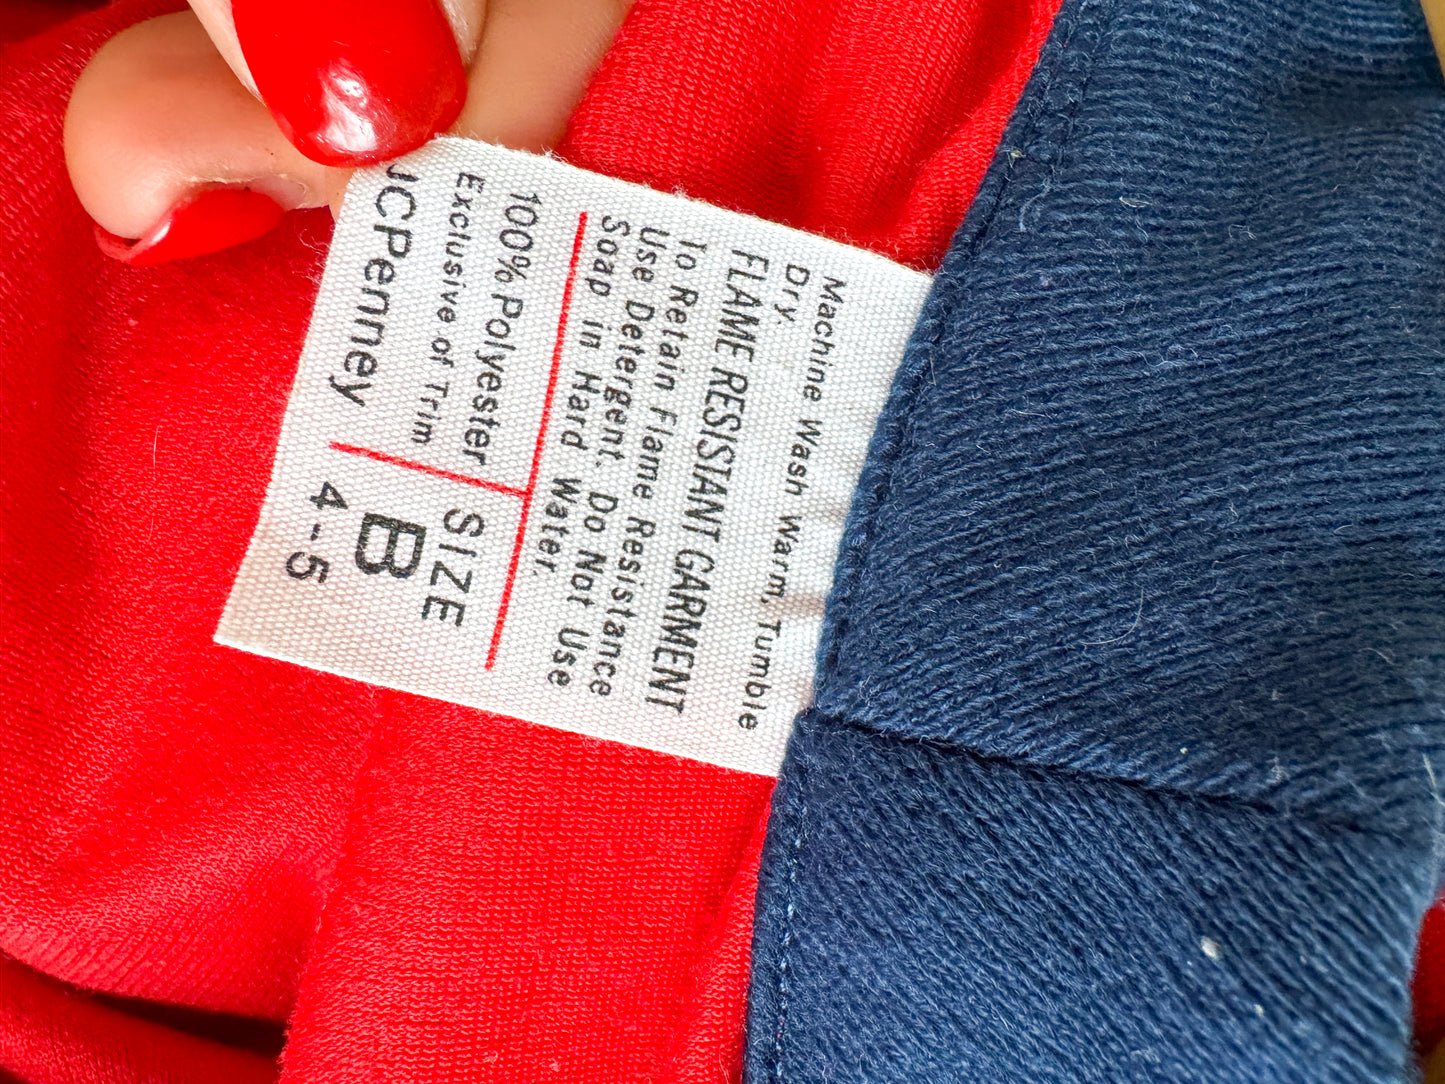 JCPenney
Exclusive of Trim
100% Polyester
4--5
B
SIZE
Soap in Hard Water.
Use Detergent. Do Not Use
To Retain Flame Resistance
FLAME RESISTANT GARMENT
Dry.
Machine Wash Warm, Tumble